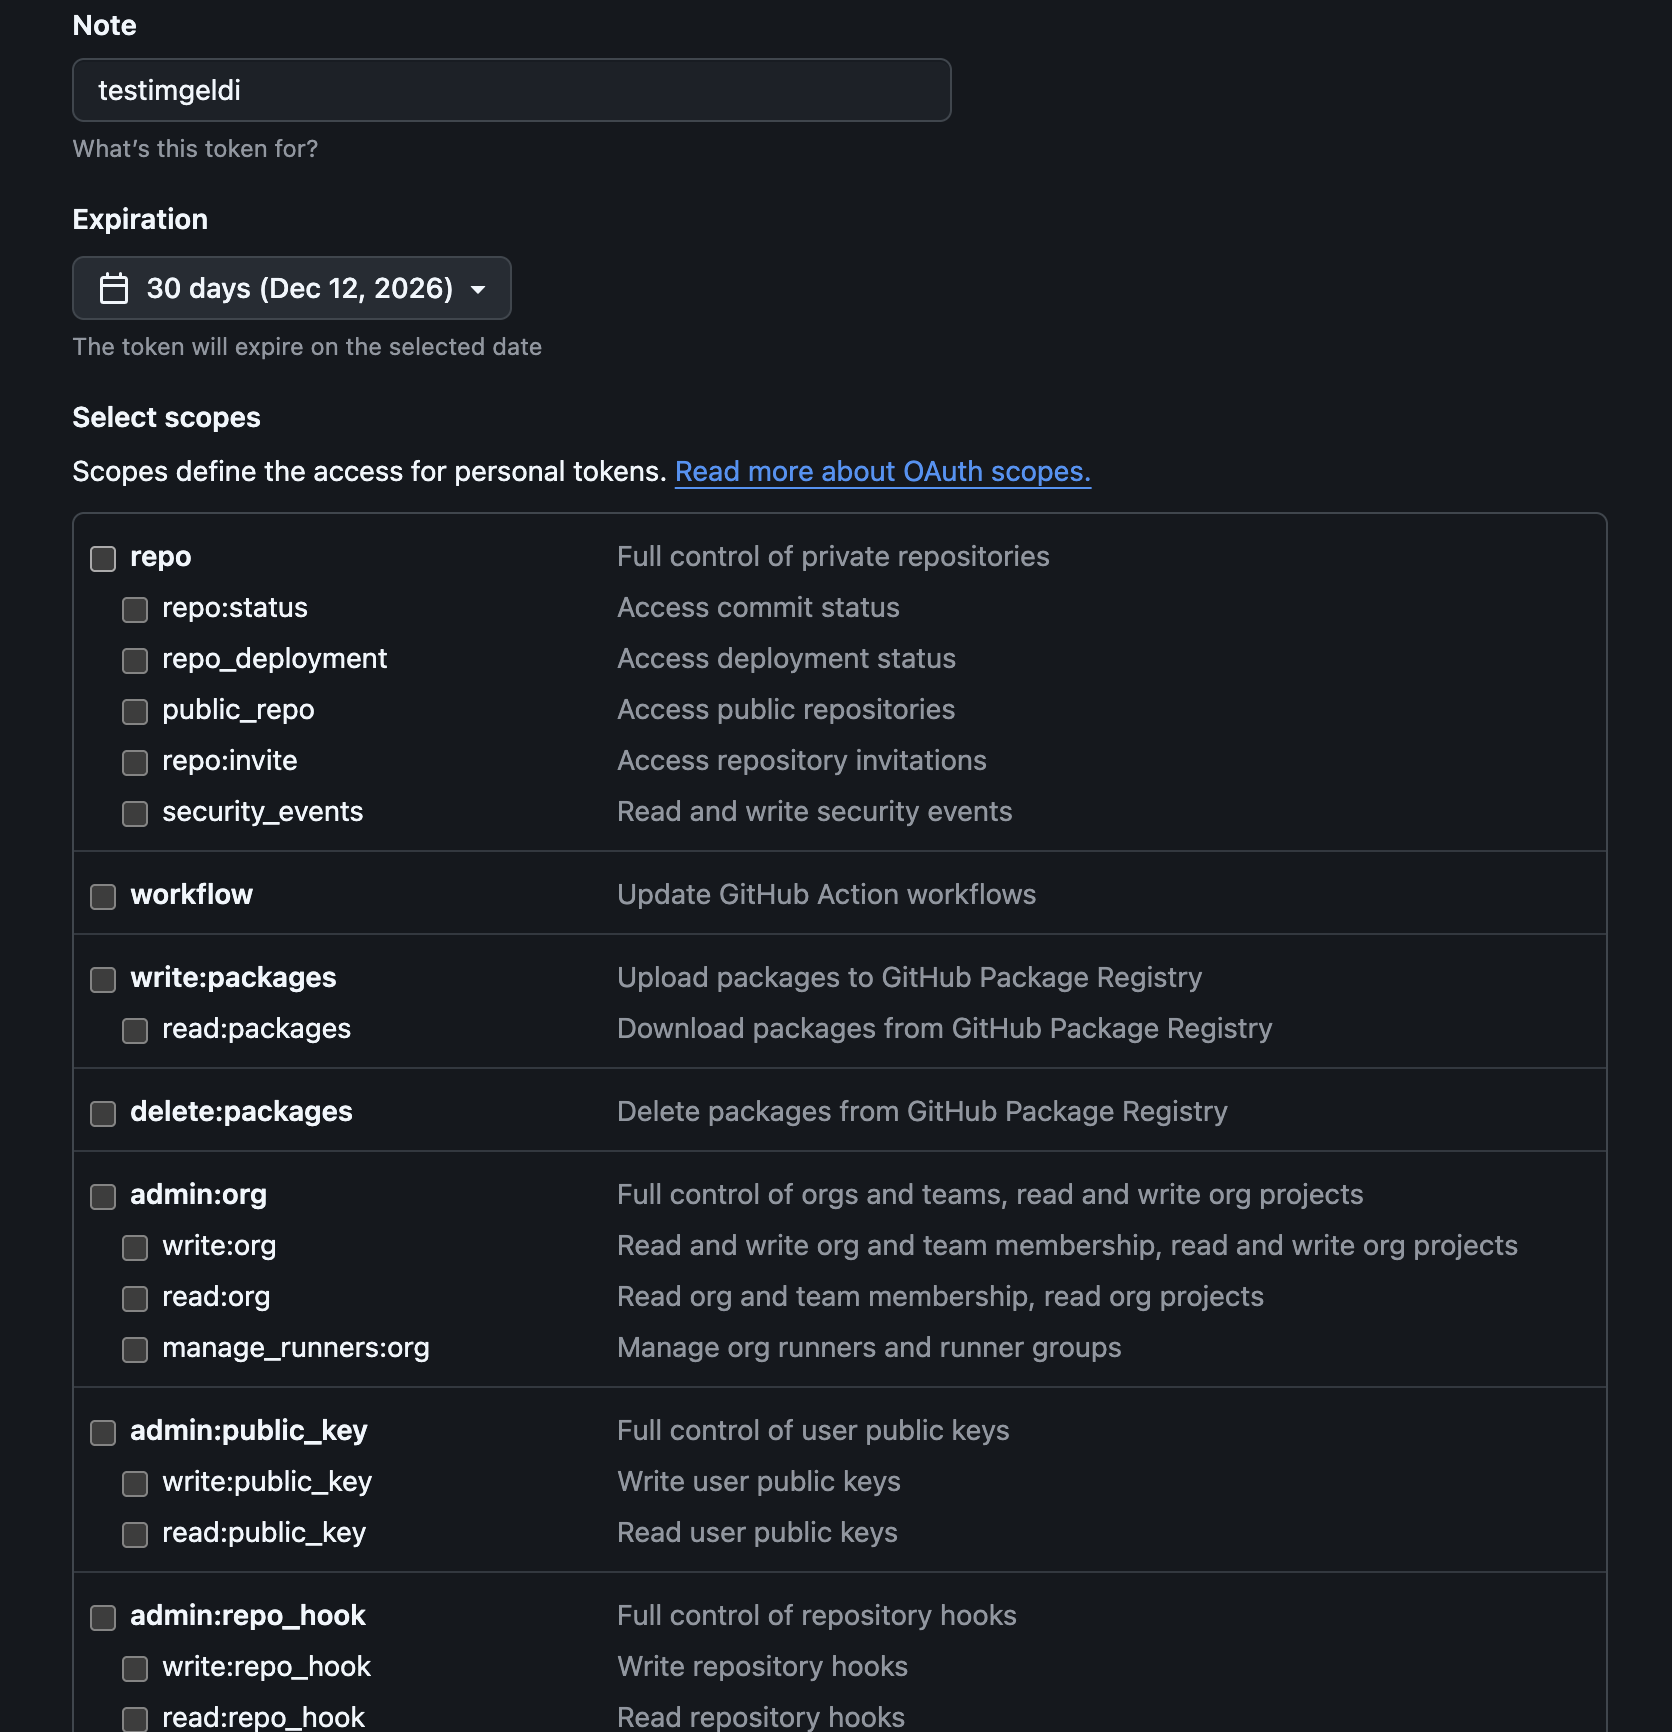 Note
testimgeldi
What's this token for?
Expiration
30 days (Dec 12, 2026)
The token will expire on the selected date
Select scopes
Scopes define the access for personal tokens. Read more about OAuth scopes.
repo Full control of private repositories
repo:status Access commit status
repo_deployment Access deployment status
public_repo Access public repositories
repo:invite Access repository invitations
security_events Read and write security events
workflow Update GitHub Action workflows
write:packages Upload packages to GitHub Package Registry
read:packages Download packages from GitHub Package Registry
delete:packages Delete packages from GitHub Package Registry
admin:org Full control of orgs and teams, read and write org projects
write:org Read and write org and team membership, read and write org projects
read:org Read org and team membership, read org projects
manage_runners:org Manage org runners and runner groups
admin:public_key Full control of user public keys
write:public_key Write user public keys
read:public_key Read user public keys
admin:repo_hook Full control of repository hooks
write:repo_hook Write repository hooks
read:repo_hook Read repository hooks